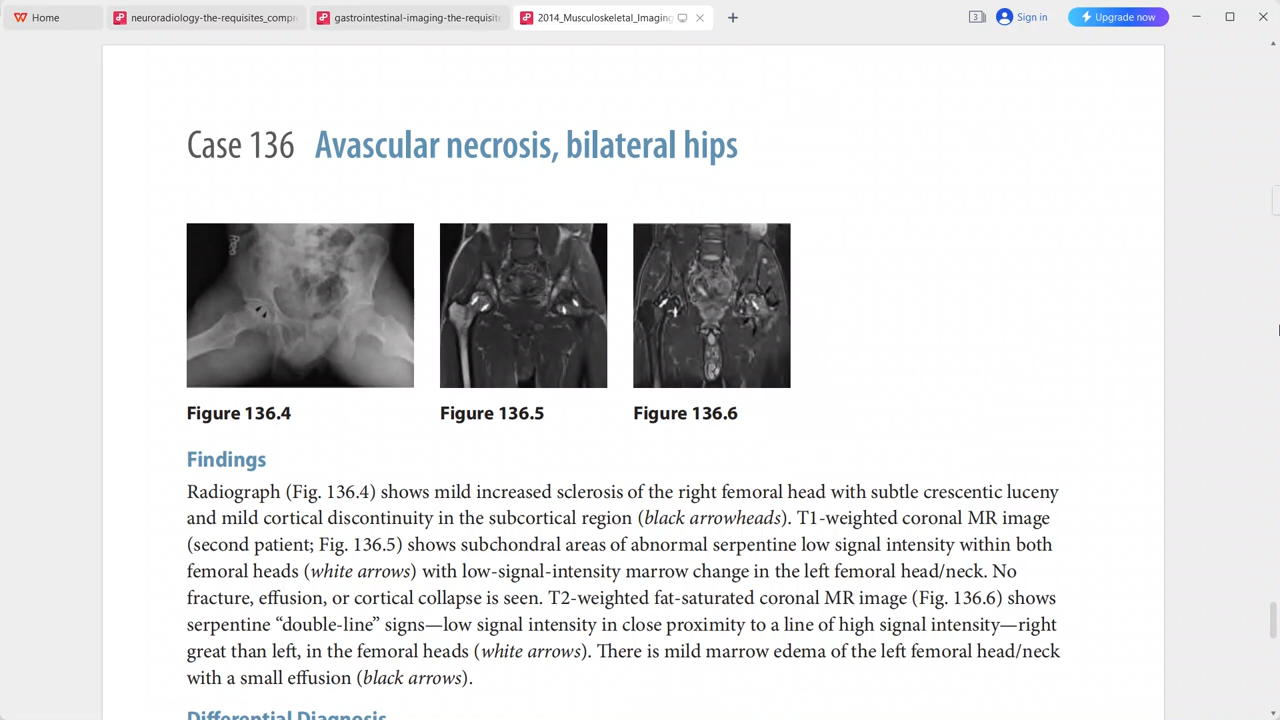 Home
neuroradiology-the-requisites_compr
gastrointestinal-imaging-the-requisite
2014_Musculoskeletal_Imaging
3
Sign in
Upgrade now
Case 136 Avascular necrosis, bilateral hips
Figure 136.4
Figure 136.5
Figure 136.6
Findings
Radiograph (Fig. 136.4) shows mild increased sclerosis of the right femoral head with subtle crescentic luceny
and mild cortical discontinuity in the subcortical region (black arrowheads). T1-weighted coronal MR image
(second patient; Fig. 136.5) shows subchondral areas of abnormal serpentine low signal intensity within both
femoral heads (white arrows) with low-signal-intensity marrow change in the left femoral head/neck. No
fracture, effusion, or cortical collapse is seen. T2-weighted fat-saturated coronal MR image (Fig. 136.6) shows
serpentine “double-line” signs—low signal intensity in close proximity to a line of high signal intensity—right
great than left, in the femoral heads (white arrows). There is mild marrow edema of the left femoral head/neck
with a small effusion (black arrows).
Differential Diagnosis